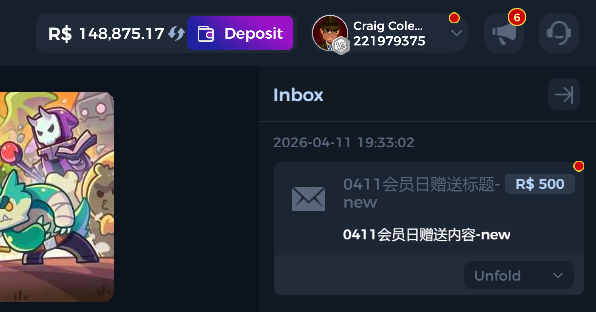 R$ 148,875.17
Deposit
Craig Cole...
221979375
V3
6
Inbox
2026-04-11 19:33:02
0411会员日赠送标题-
new
R$ 500
0411会员日赠送内容-new
Unfold